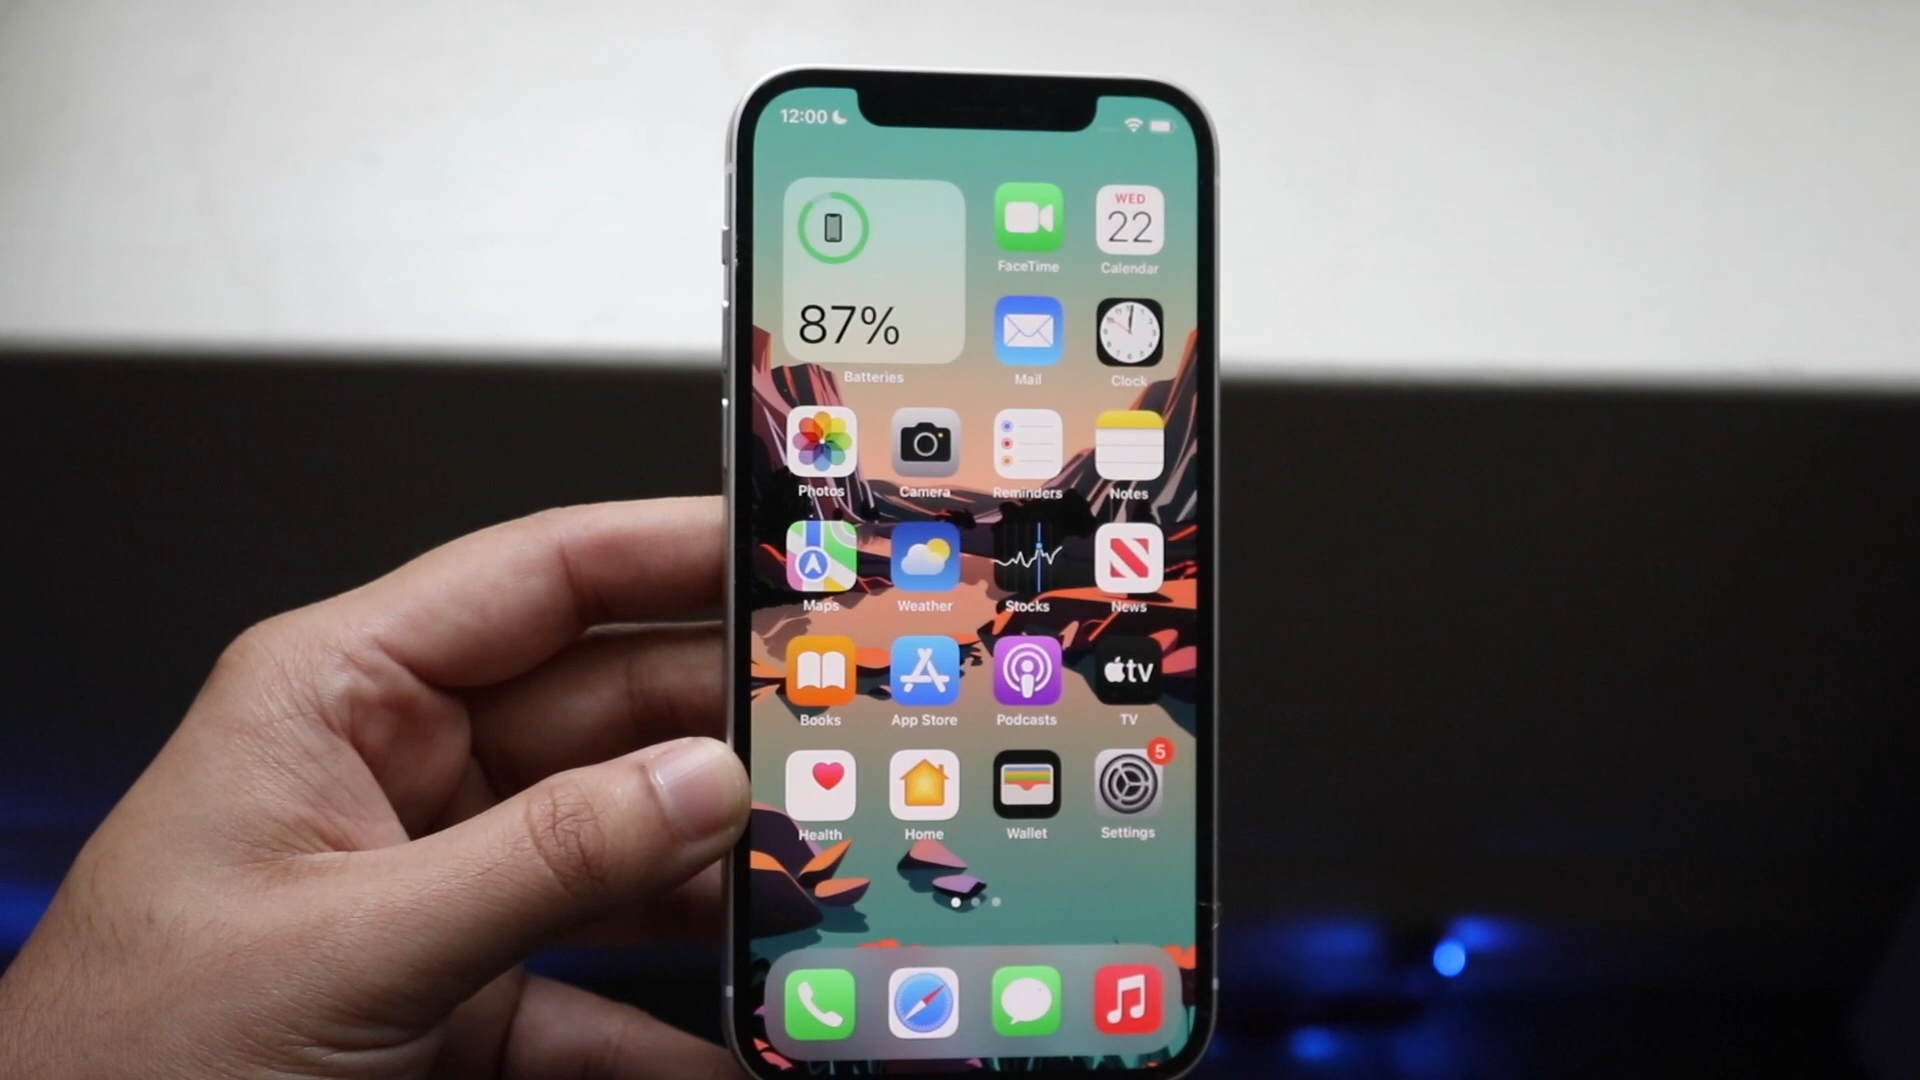 12:00
WED
22
FaceTime
Calendar
87%
Batteries
Mail
Clock
Photos
Camera
Reminders
Notes
Maps
Weather
Stocks
News
tv
Books
App Store
Podcasts
TV
5
Health
Home
Wallet
Settings